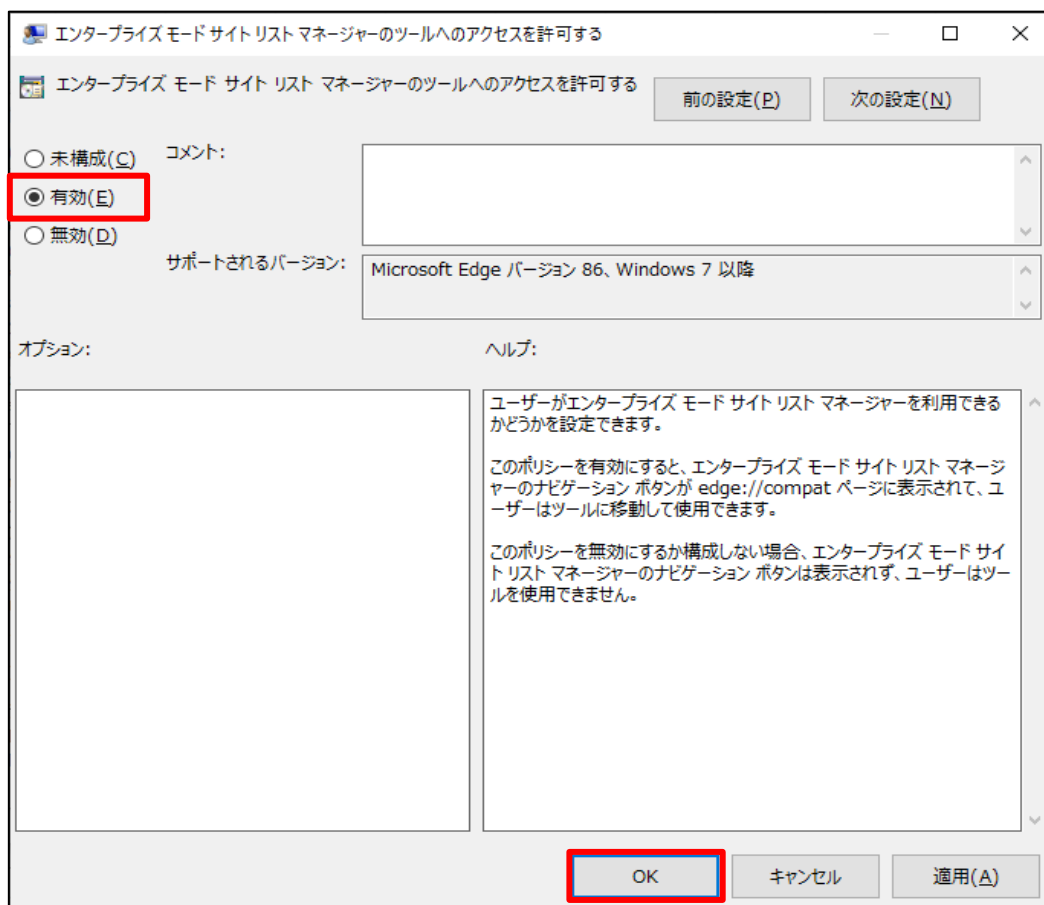 エンタープライズ モード サイト リスト マネージャーのツールへのアクセスを許可する
エンタープライズ モード サイト リスト マネージャーのツールへのアクセスを許可する
前の設定(P)
次の設定(N)
未構成(C)
コメント:
有効(E)
無効(D)
サポートされるバージョン:
Microsoft Edge バージョン 86、Windows 7 以降
オプション:
ヘルプ:
ユーザーがエンタープライズ モード サイト リスト マネージャーを利用できる
かどうかを設定できます。
このポリシーを有効にすると、エンタープライズ モード サイト リスト マネージ
ャーのナビゲーション ボタンが edge://compat ページに表示されて、ユ
ーザーはツールに移動して使用できます。
このポリシーを無効にするか構成しない場合、エンタープライズ モード サイ
ト リスト マネージャーのナビゲーション ボタンは表示されず、ユーザーはツー
ルを使用できません。
OK
キャンセル
適用(A)